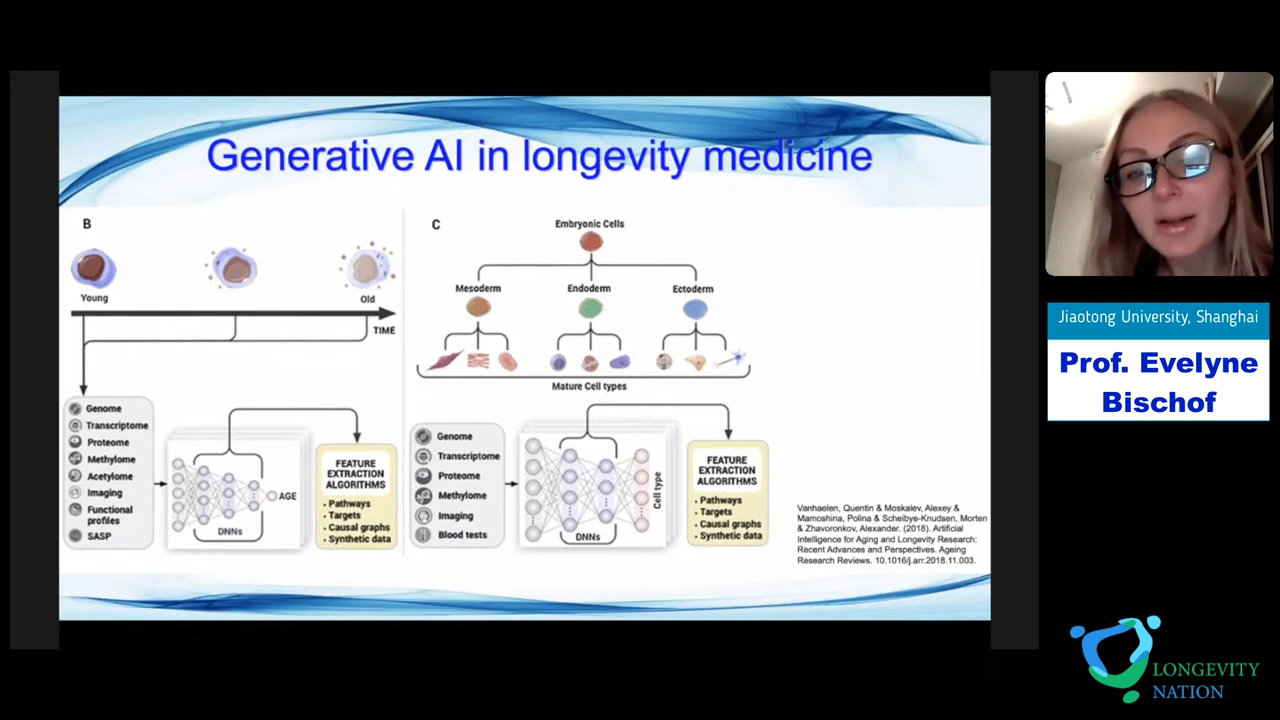 Generative AI in longevity medicine
B
Young
Old
TIME
Genome
Transcriptome
Proteome
Methylome
Acetylome
Imaging
Functional
profiles
SASP
AGE
DNNs
FEATURE
EXTRACTION
ALGORITHMS
• Pathways
• Targets
• Causal graphs
• Synthetic data
C
Embryonic Cells
Mesoderm
Endoderm
Ectoderm
Mature Cell types
Genome
Transcriptome
Proteome
Methylome
Imaging
Blood tests
Cell type
DNNs
FEATURE
EXTRACTION
ALGORITHMS
• Pathways
• Targets
• Causal graphs
• Synthetic data
Vanhaelen, Quentin & Moskalev, Alexey &
Mamoshina, Polina & Scheibye-Knudsen, Morten
& Zhavoronkov, Alexander. (2018). Artificial
Intelligence for Aging and Longevity Research:
Recent Advances and Perspectives. Ageing
Research Reviews. 10.1016/j.arr.2018.11.003.
Jiaotong University, Shanghai
Prof. Evelyne
Bischof
LONGEVITY
NATION